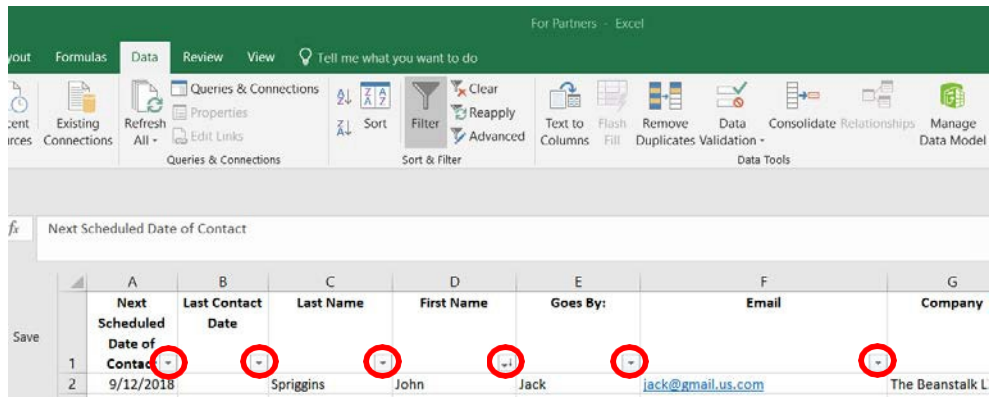 For Partners - Excel
yout Formulas Data Review View Tell me what you want to do
Queries & Connections
Properties
Edit Links
cent
urces
Existing
Connections
Refresh
All
Queries & Connections
Sort
Filter
Clear
Reapply
Advanced
Sort & Filter
Text to
Columns
Flash
Fill
Remove
Duplicates
Data
Validation
Consolidate
Relationships
Manage
Data Model
Data Tools
fx Next Scheduled Date of Contact
A B C D E F G
Save
1
Next
Scheduled
Date of
Contac
Last Contact
Date
Last Name
First Name
Goes By:
Email
Company
2 9/12/2018 Spriggins John Jack jack@gmail.us.com The Beanstalk L